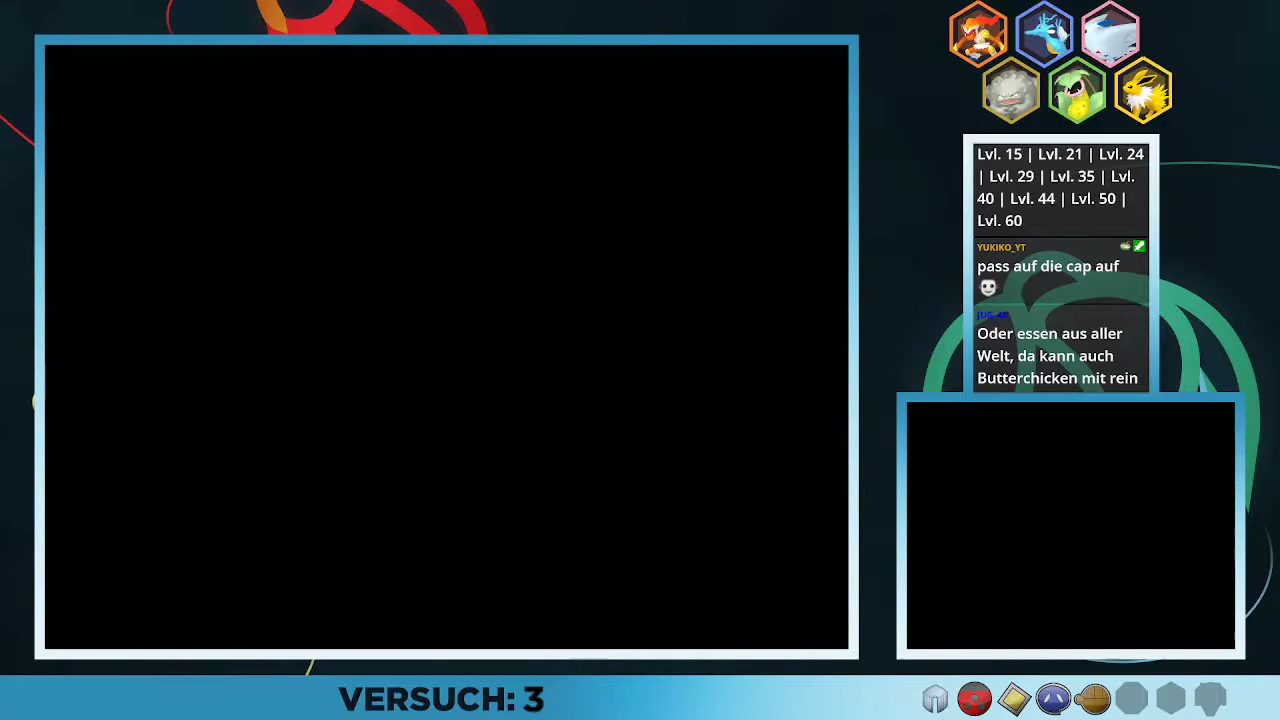 Lvl. 15 | Lvl. 21 | Lvl. 24
| Lvl. 29 | Lvl. 35 | Lvl.
40 | Lvl. 44 | Lvl. 50 |
Lvl. 60
YUKIKO_YT
pass auf die cap auf
Oder essen aus aller
Welt, da kann auch
Butterchicken mit rein
VERSUCH: 3